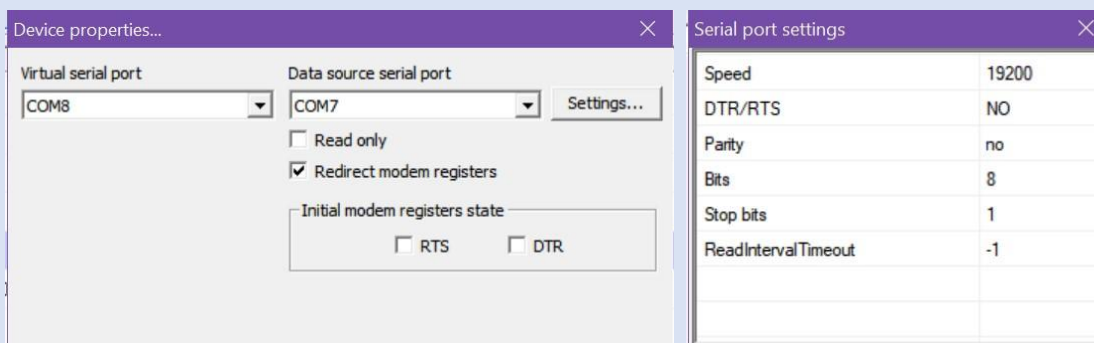 Device properties...
Virtual serial port
Data source serial port
COM8
COM7
Settings...
Read only
Redirect modem registers
Initial modem registers state
RTS DTR
Serial port settings
Speed 19200
DTR/RTS NO
Parity no
Bits 8
Stop bits 1
ReadIntervalTimeout -1